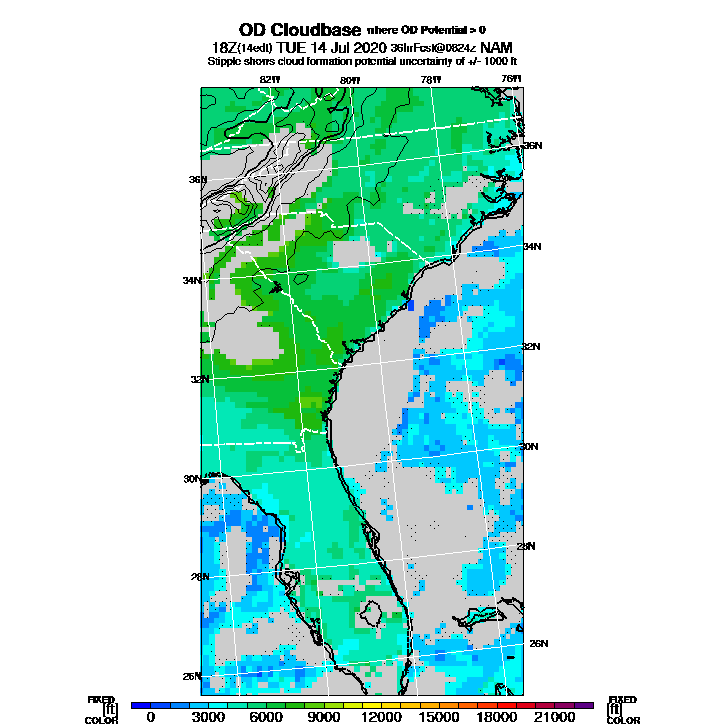 OD Cloudbase where OD Potential > 0
18Z(14edt) TUE 14 Jul 2020 36hrFcst@0824z NAM
Stipple shows cloud formation potential uncertainty of +/- 1000 ft
82W 80W 78W 76W
36N
36N
34N
34N
32N
32N
30N
30N
28N
28N
26N
26N
FIXED FIXED
[ft] [ft]
COLOR COLOR
0 3000 6000 9000 12000 15000 18000 21000